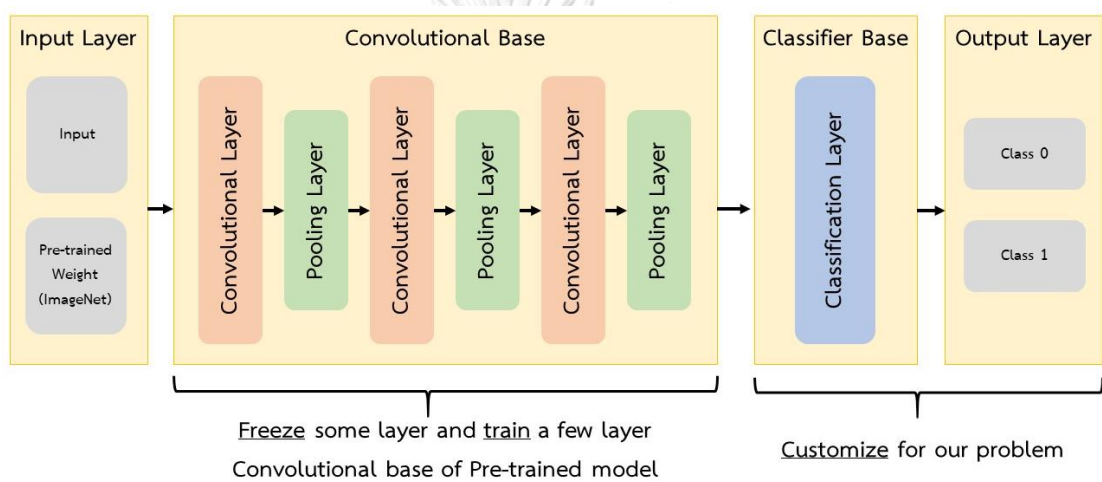 Input Layer
Input
Pre-trained
Weight
(ImageNet)
Convolutional Base
Convolutional Layer
Pooling Layer
Convolutional Layer
Pooling Layer
Convolutional Layer
Pooling Layer
Classifier Base
Classification Layer
Output Layer
Class 0
Class 1
Freeze some layer and train a few layer
Convolutional base of Pre-trained model
Customize for our problem